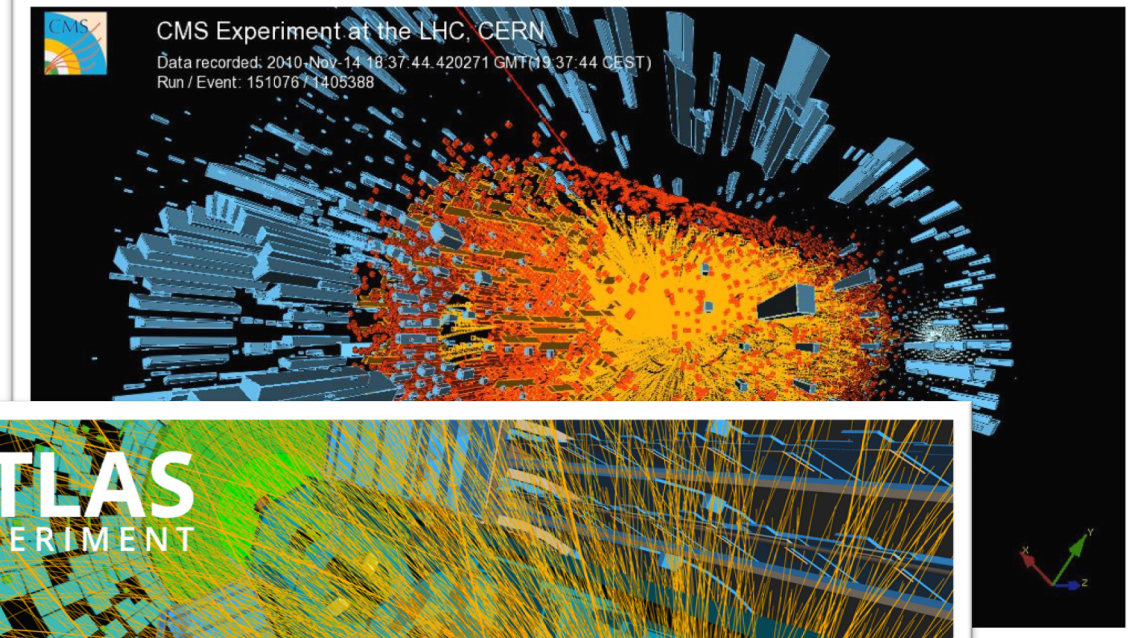 CMS
CMS Experiment at the LHC, CERN
Data recorded: 2010-Nov-14 18:37:44.420271 GMT(19:37:44 CEST)
Run / Event: 151076 / 1405388
TLAS
ERIMENT
X
Y
Z